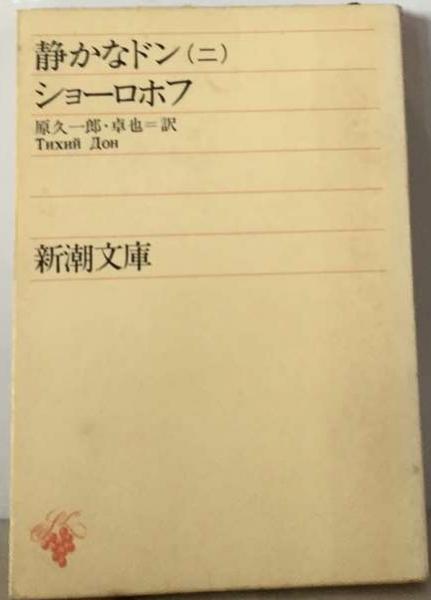 静かなドン(二)
ショーロホフ
原久一郎・卓也=訳
Тихий Дон
新潮文庫